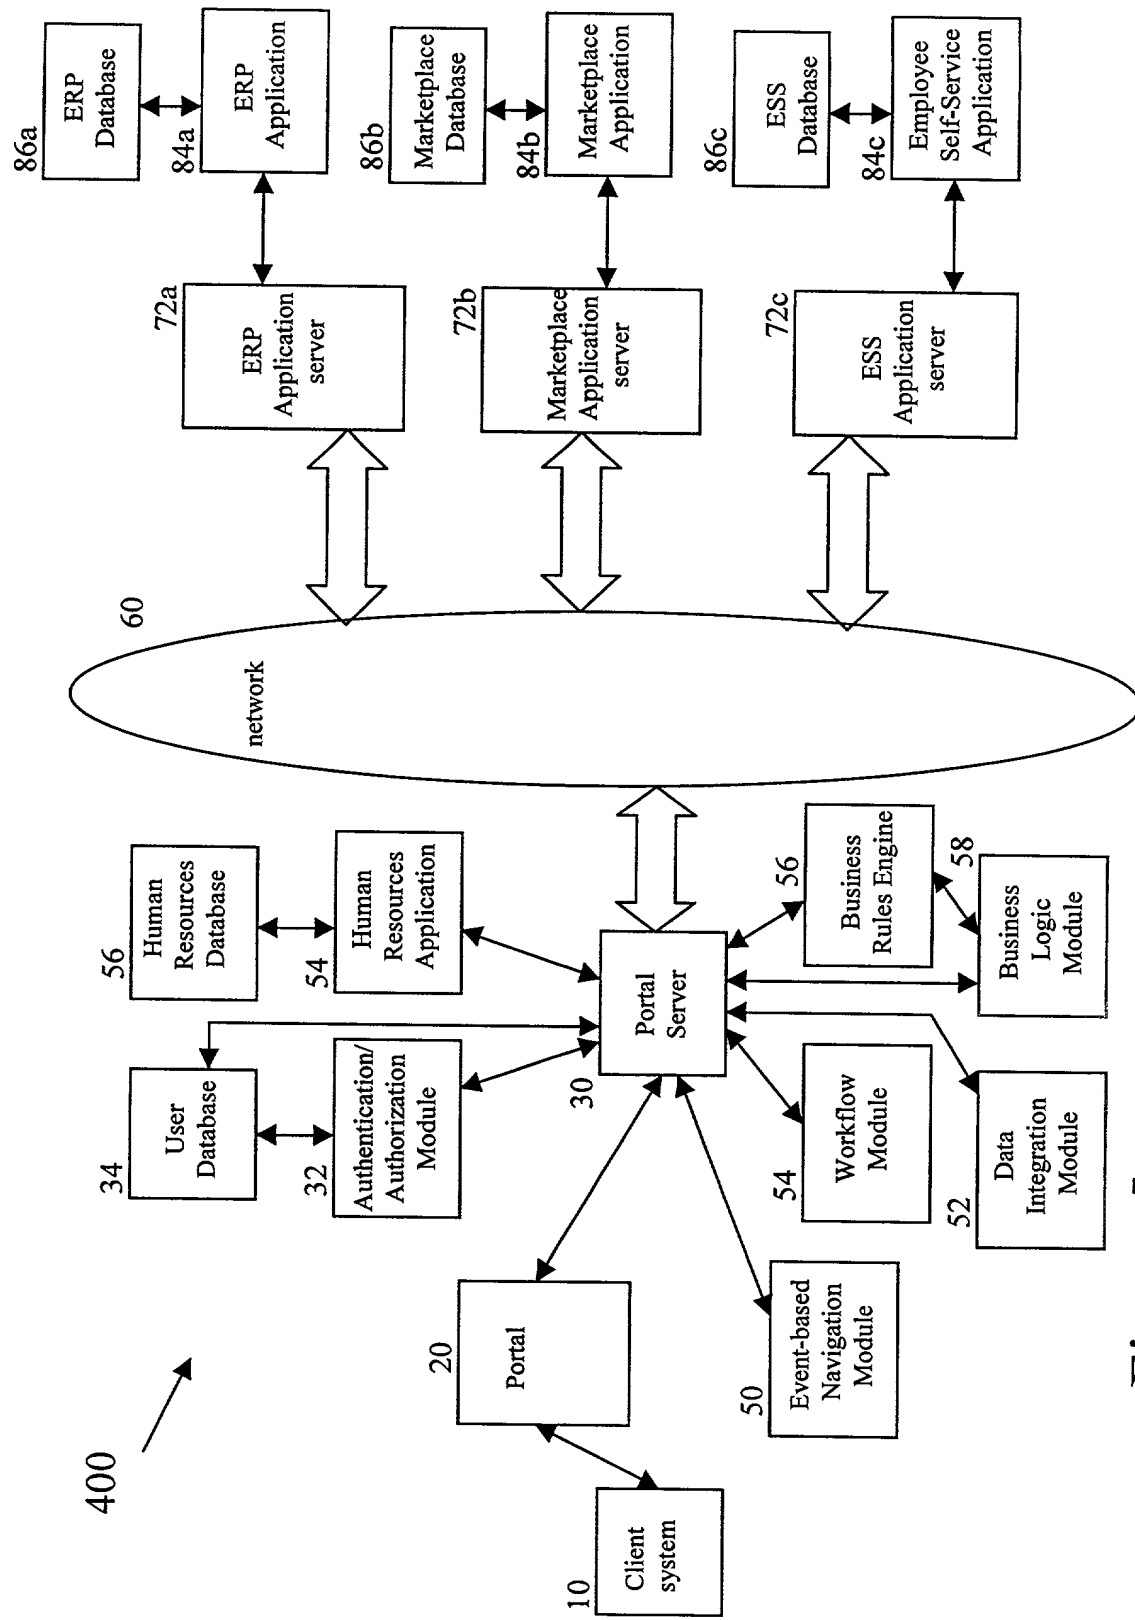 400
10
Client
system
20
Portal
34
User
Database
32
Authentication/
Authorization
Module
56
Human
Resources
Database
54
Human
Resources
Application
30
Portal
Server
50
Event-based
Navigation
Module
54
Workflow
Module
52
Data
Integration
Module
56
Business
Rules Engine
58
Business
Logic
Module
network
60
72a
ERP
Application
server
72b
Marketplace
Application
server
72c
ESS
Application
server
86a
ERP
Database
84a
ERP
Application
86b
Marketplace
Database
84b
Marketplace
Application
86c
ESS
Database
84c
Employee
Self-Service
Application